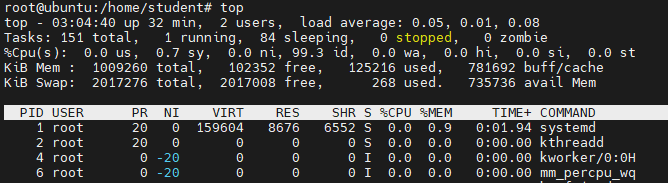 root@ubuntu:/home/student# top
top - 03:04:40 up 32 min,  2 users,  load average: 0.05, 0.01, 0.08
Tasks: 151 total,   1 running,  84 sleeping,   0 stopped,   0 zombie
%Cpu(s):  0.0 us,  0.7 sy,  0.0 ni, 99.3 id,  0.0 wa,  0.0 hi,  0.0 si,  0.0 st
KiB Mem :  1009260 total,   102352 free,   125216 used,   781692 buff/cache
KiB Swap:  2017276 total,  2017008 free,      268 used.   735736 avail Mem
PID USER      PR  NI    VIRT    RES    SHR S %CPU %MEM     TIME+ COMMAND
1 root      20   0  159604   8676   6552 S  0.0  0.9   0:01.94 systemd
2 root      20   0       0      0      0 S  0.0  0.0   0:00.00 kthreadd
4 root       0 -20       0      0      0 I  0.0  0.0   0:00.00 kworker/0:0H
6 root       0 -20       0      0      0 I  0.0  0.0   0:00.00 mm_percpu_wq